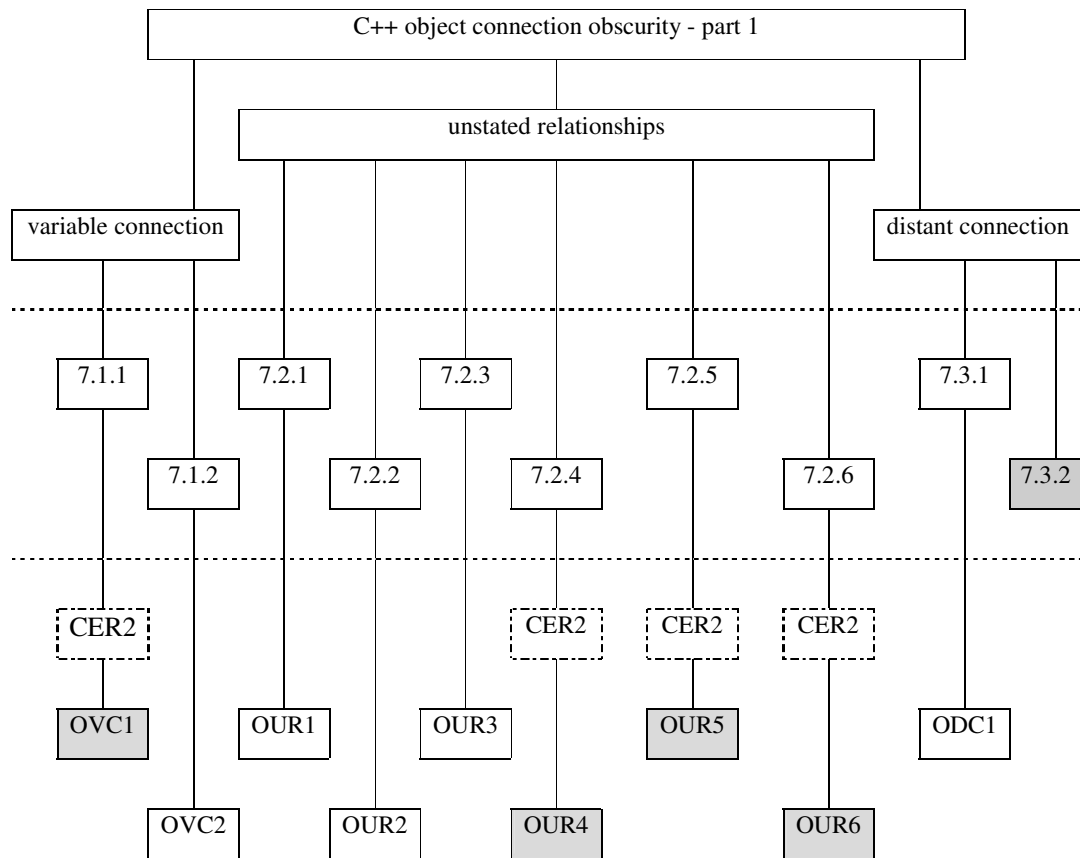 C++ object connection obscurity - part 1
unstated relationships
variable connection
distant connection
7.1.1
7.2.1
7.2.3
7.2.5
7.3.1
7.1.2
7.2.2
7.2.4
7.2.6
7.3.2
CER2
CER2
CER2
CER2
OVC1
OUR1
OUR3
OUR5
ODC1
OVC2
OUR2
OUR4
OUR6